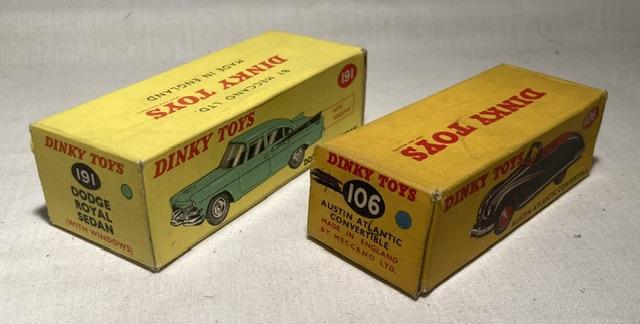 BY MECCANO LTD.
MADE IN ENGLAND
DINKY TOYS
191
DINKY TOYS
191
DODGE
ROYAL
SEDAN
(WITH WINDOWS)
DINKY TOYS
WITH
WINDOWS
DINKY TOYS
106
DINKY TOYS
106
AUSTIN ATLANTIC
CONVERTIBLE
MADE IN ENGLAND
BY MECCANO LTD.
DINKY TOYS
AUSTIN ATLANTIC CONVERTIBLE